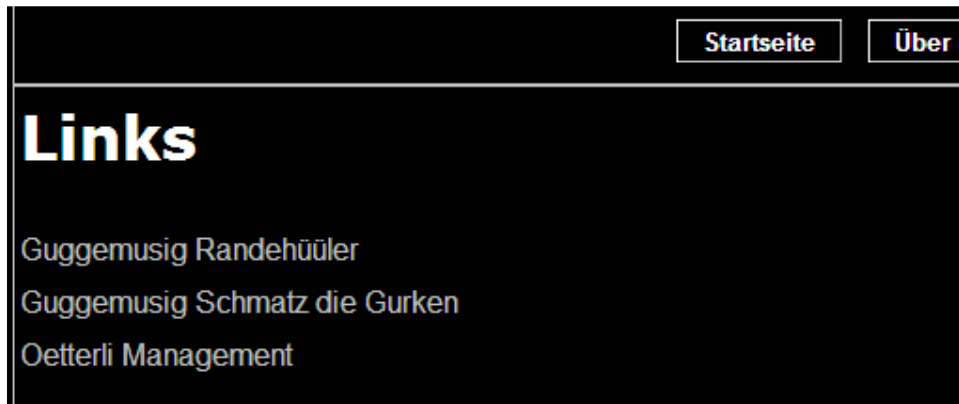 Startseite Über
Links
Guggemusig Randehüüler
Guggemusig Schmatz die Gurken
Oetterli Management